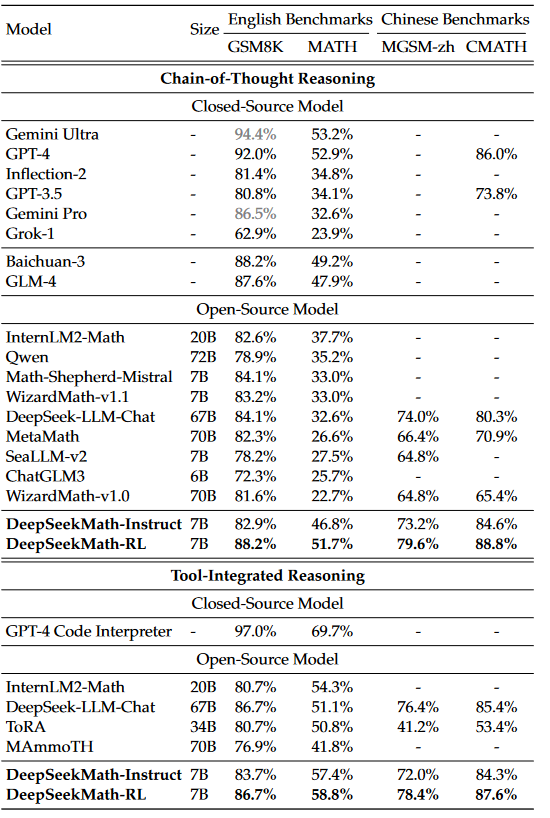 Model Size English Benchmarks Chinese Benchmarks
GSM8K MATH MGSM-zh CMATH
Chain-of-Thought Reasoning
Closed-Source Model
Gemini Ultra - 94.4% 53.2% - -
GPT-4 - 92.0% 52.9% - 86.0%
Inflection-2 - 81.4% 34.8% - -
GPT-3.5 - 80.8% 34.1% - 73.8%
Gemini Pro - 86.5% 32.6% - -
Grok-1 - 62.9% 23.9% - -
Baichuan-3 - 88.2% 49.2% - -
GLM-4 - 87.6% 47.9% - -
Open-Source Model
InternLM2-Math 20B 82.6% 37.7% - -
Qwen 72B 78.9% 35.2% - -
Math-Shepherd-Mistral 7B 84.1% 33.0% - -
WizardMath-v1.1 7B 83.2% 33.0% - -
DeepSeek-LLM-Chat 67B 84.1% 32.6% 74.0% 80.3%
MetaMath 70B 82.3% 26.6% 66.4% 70.9%
SeaLLM-v2 7B 78.2% 27.5% 64.8% -
ChatGLM3 6B 72.3% 25.7% - -
WizardMath-v1.0 70B 81.6% 22.7% 64.8% 65.4%
DeepSeekMath-Instruct 7B 82.9% 46.8% 73.2% 84.6%
DeepSeekMath-RL 7B 88.2% 51.7% 79.6% 88.8%
Tool-Integrated Reasoning
Closed-Source Model
GPT-4 Code Interpreter - 97.0% 69.7% - -
Open-Source Model
InternLM2-Math 20B 80.7% 54.3% - -
DeepSeek-LLM-Chat 67B 86.7% 51.1% 76.4% 85.4%
ToRA 34B 80.7% 50.8% 41.2% 53.4%
MAmmoTH 70B 76.9% 41.8% - -
DeepSeekMath-Instruct 7B 83.7% 57.4% 72.0% 84.3%
DeepSeekMath-RL 7B 86.7% 58.8% 78.4% 87.6%